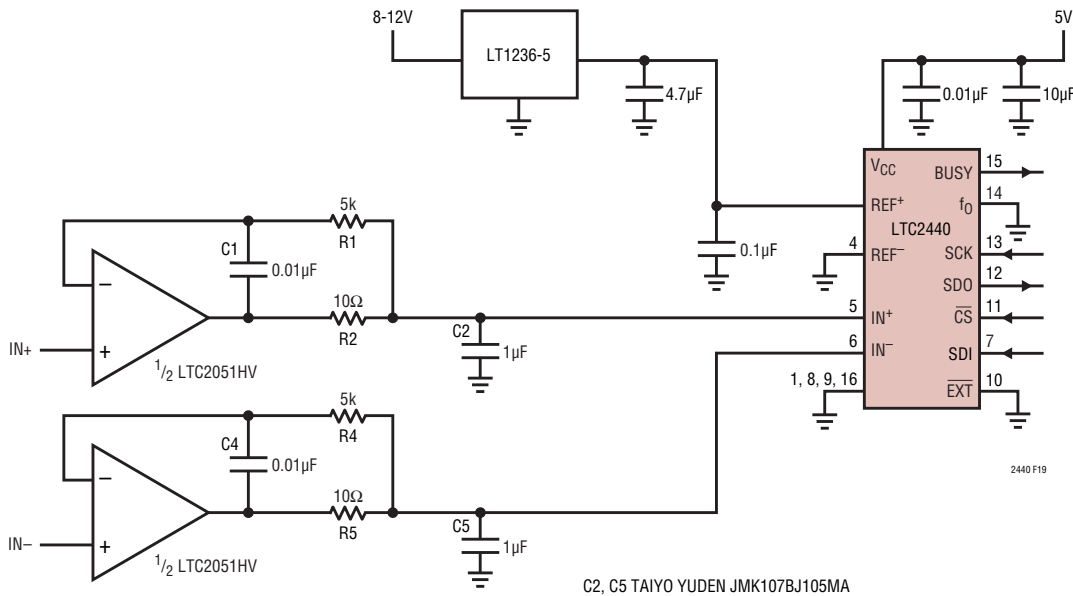 8-12V
LT1236-5
4.7µF
5V
0.01µF
10µF
VCC
BUSY 15
REF+
fO 14
LTC2440
0.1µF
4 REF−
SCK 13
SDO 12
5 IN+
CS 11
6 IN−
SDI 7
1, 8, 9, 16
EXT 10
2440 F19
5k
R1
C1
0.01µF
−
10Ω
R2
IN+
+
1/2 LTC2051HV
C2
1µF
5k
R4
C4
0.01µF
−
10Ω
R5
IN−
+
1/2 LTC2051HV
C5
1µF
C2, C5 TAIYO YUDEN JMK107BJ105MA